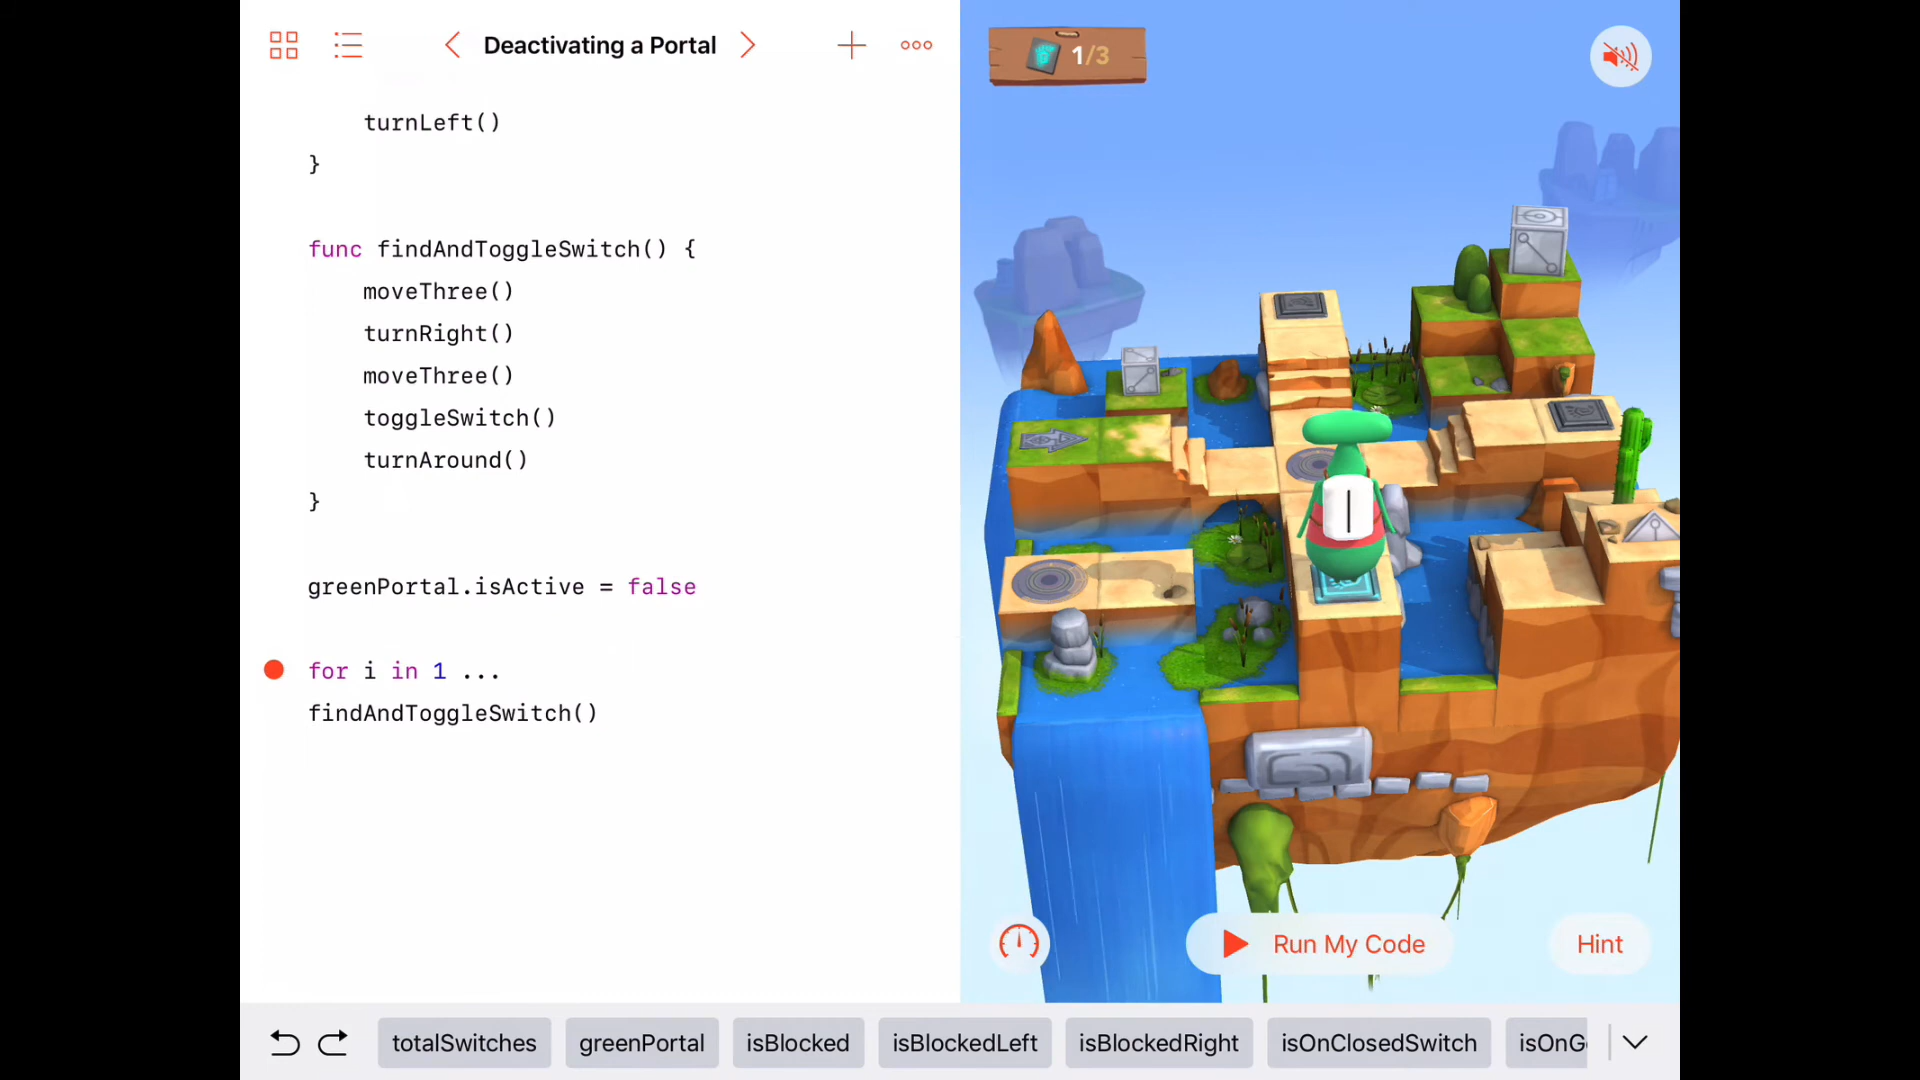 Deactivating a Portal
turnLeft()
}
func findAndToggleSwitch() {
moveThree()
turnRight()
moveThree()
toggleSwitch()
turnAround()
}
greenPortal.isActive = false
for i in 1 ...
findAndToggleSwitch()
1/3
Run My Code
Hint
totalSwitches
greenPortal
isBlocked
isBlockedLeft
isBlockedRight
isOnClosedSwitch
isOnG